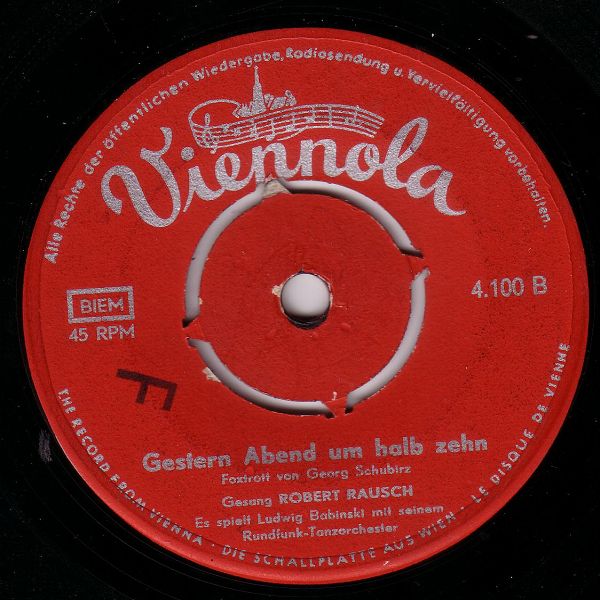 Alle Rechte der öffentlichen Wiedergabe, Radiosendung u. Vervielfältigung vorbehalten.
Viennola
BIEM
45 RPM
4.100 B
F
Gestern Abend um halb zehn
Foxtrott von Georg Schubirz
Gesang ROBERT RAUSCH
Es spielt Ludwig Babinski mit seinem
Rundfunk-Tanzorchester
THE RECORD FROM VIENNA - DIE SCHALLPLATTE AUS WIEN - LE DISQUE DE VIENNE